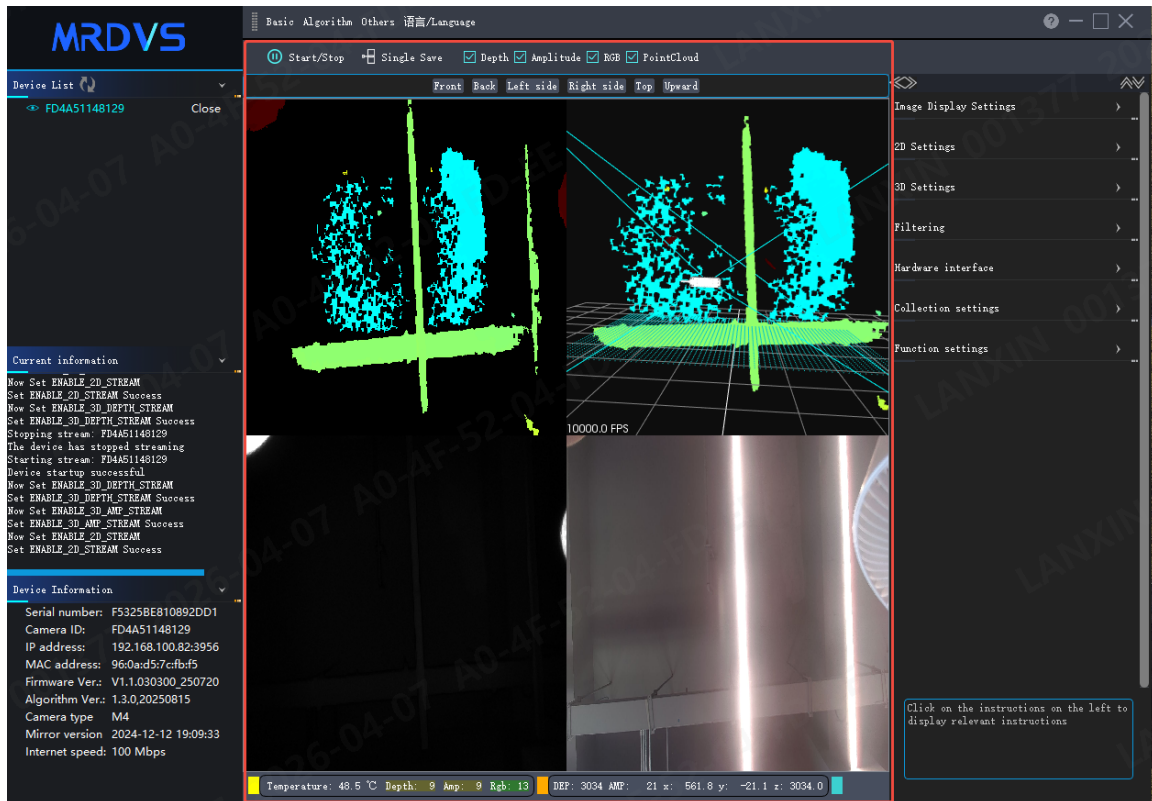 MRDVS
Basic Algorithm Others 语言/Language
Start/Stop Single Save Depth Amplitude RGB PointCloud
Front Back Left side Right side Top Upward
Device List
FD4A51148129 Close
Current information
Now Set ENABLE_2D_STREAM
Set ENABLE_2D_STREAM Success
Now Set ENABLE_3D_DEPTH_STREAM
Set ENABLE_3D_DEPTH_STREAM Success
Stopping stream: FD4A51148129
The device has stopped streaming
Starting stream: FD4A51148129
Device startup successful
Now Set ENABLE_3D_DEPTH_STREAM
Set ENABLE_3D_DEPTH_STREAM Success
Now Set ENABLE_3D_AMP_STREAM
Set ENABLE_3D_AMP_STREAM Success
Now Set ENABLE_2D_STREAM
Set ENABLE_2D_STREAM Success
Device Information
Serial number: F5325BE810892DD1
Camera ID: FD4A51148129
IP address: 192.168.100.82:3956
MAC address: 96:0a:d5:7c:fb:f5
Firmware Ver.: V1.1.030300_250720
Algorithm Ver.: 1.3.0,20250815
Camera type M4
Mirror version 2024-12-12 19:09:33
Internet speed: 100 Mbps
10000.0 FPS
Temperature: 48.5 ℃ Depth: 9 Amp: 9 Rgb: 13
DEP: 3034 AMP: 21 x: 561.8 y: -21.1 z: 3034.0
Image Display Settings
2D Settings
3D Settings
Filtering
Hardware interface
Collection settings
Function settings
Click on the instructions on the left to
display relevant instructions